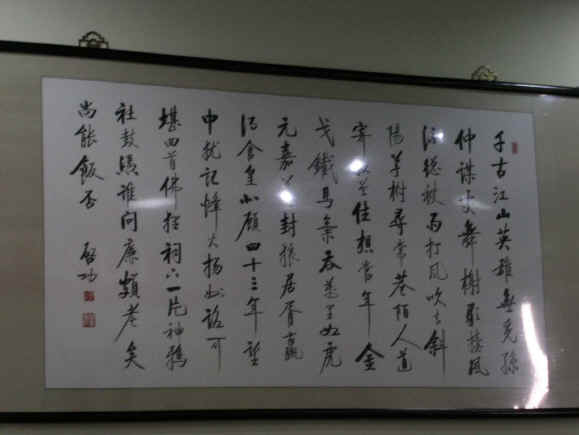 千古江山英雄無覓孫
仲謀處舞榭歌臺風
流總被雨打風吹去斜
陽草樹尋常巷陌人道
寄奴曾住想當年金
戈鐵馬氣吞萬里如虎
元嘉草草封狼居胥贏
得倉皇北顧四十三年望
中猶記烽火揚州路可
堪回首佛狸祠下一片神鴉
社鼓憑誰問廉頗老矣
尚能飯否
啟功